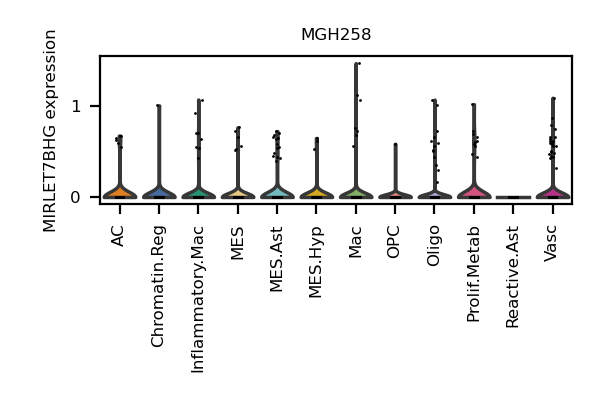 MGH258
MIRLET7BHG expression
1
0
AC
Chromatin.Reg
Inflammatory.Mac
MES
MES.Ast
MES.Hyp
Mac
OPC
Oligo
Prolif.Metab
Reactive.Ast
Vasc